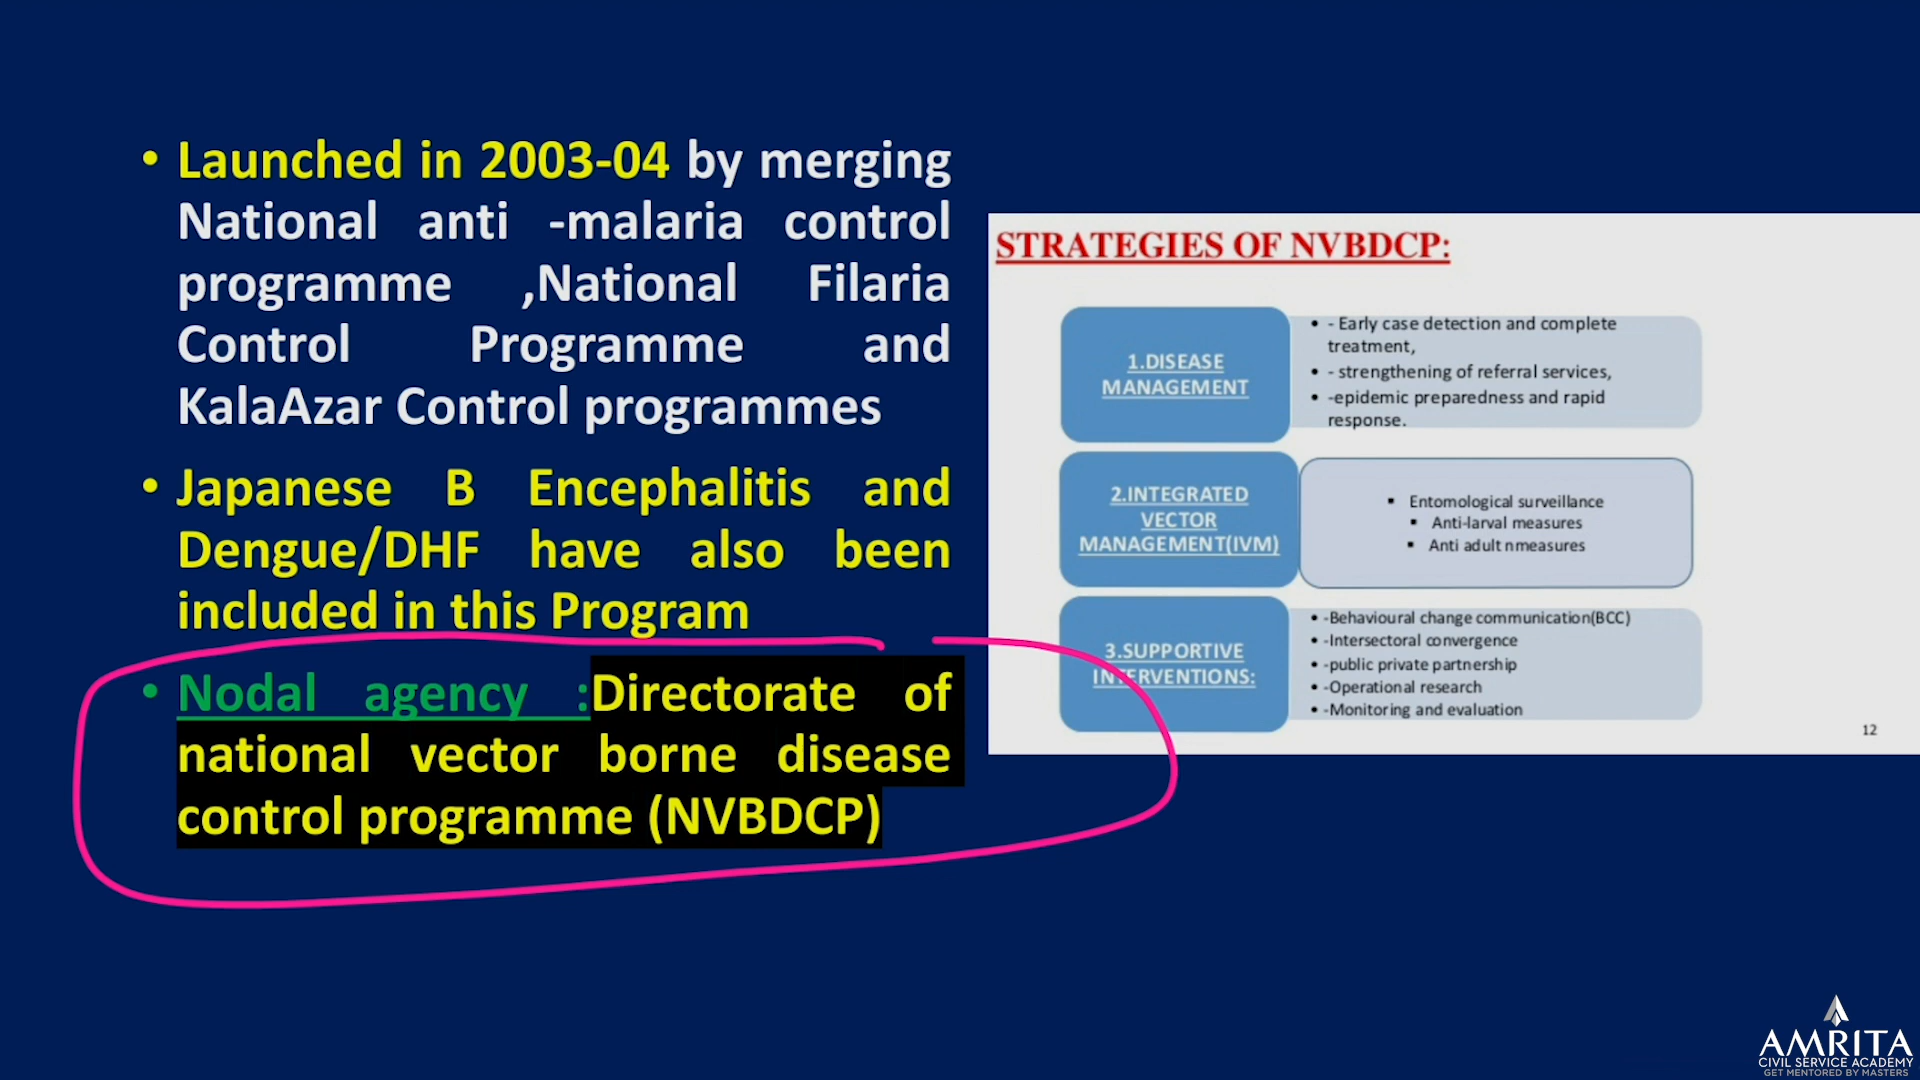 • Launched in 2003-04 by merging
National anti -malaria control
programme ,National Filaria
Control Programme and
KalaAzar Control programmes
• Japanese B Encephalitis and
Dengue/DHF have also been
included in this Program
• Nodal agency :Directorate of
national vector borne disease
control programme (NVBDCP)
STRATEGIES OF NVBDCP:
1.DISEASE
MANAGEMENT
• - Early case detection and complete
treatment,
• - strengthening of referral services,
• -epidemic preparedness and rapid
response.
2.INTEGRATED
VECTOR
MANAGEMENT(IVM)
▪ Entomological surveillance
▪ Anti-larval measures
▪ Anti adult nmeasures
3.SUPPORTIVE
INTERVENTIONS:
• -Behavioural change communication(BCC)
• -Intersectoral convergence
• -public private partnership
• -Operational research
• -Monitoring and evaluation
12
AMRITA
CIVIL SERVICE ACADEMY
GET MENTORED BY MASTERS